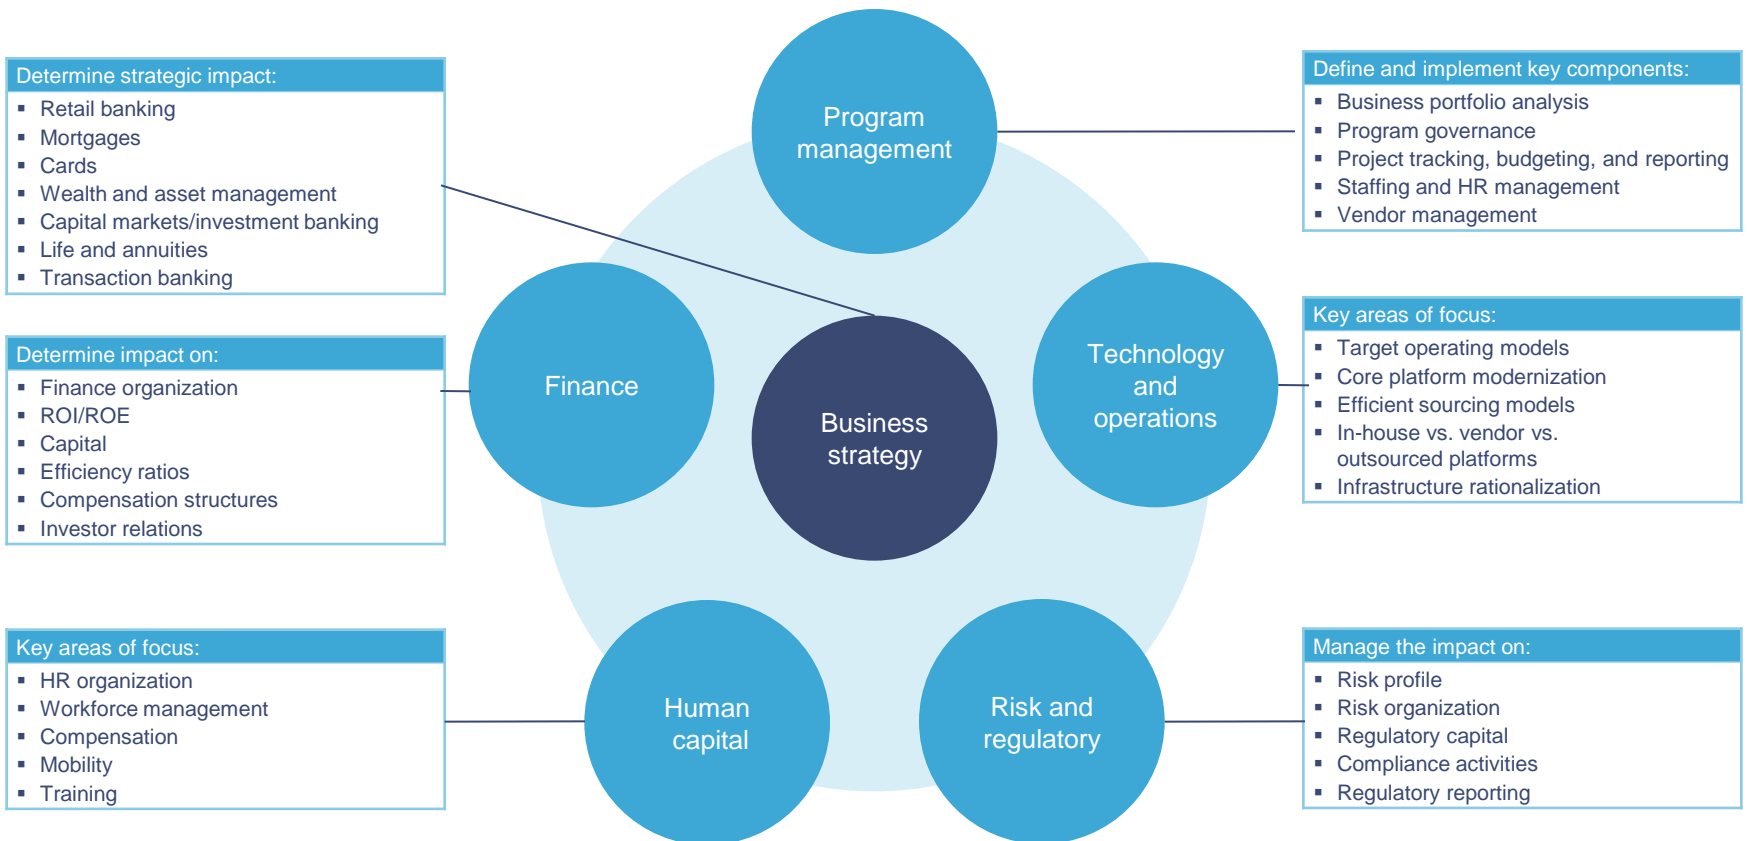 Determine strategic impact:
▪ Retail banking
▪ Mortgages
▪ Cards
▪ Wealth and asset management
▪ Capital markets/investment banking
▪ Life and annuities
▪ Transaction banking
Determine impact on:
▪ Finance organization
▪ ROI/ROE
▪ Capital
▪ Efficiency ratios
▪ Compensation structures
▪ Investor relations
Key areas of focus:
▪ HR organization
▪ Workforce management
▪ Compensation
▪ Mobility
▪ Training
Program
management
Finance
Business
strategy
Technology
and
operations
Human
capital
Risk and
regulatory
Define and implement key components:
▪ Business portfolio analysis
▪ Program governance
▪ Project tracking, budgeting, and reporting
▪ Staffing and HR management
▪ Vendor management
Key areas of focus:
▪ Target operating models
▪ Core platform modernization
▪ Efficient sourcing models
▪ In-house vs. vendor vs.
outsourced platforms
▪ Infrastructure rationalization
Manage the impact on:
▪ Risk profile
▪ Risk organization
▪ Regulatory capital
▪ Compliance activities
▪ Regulatory reporting